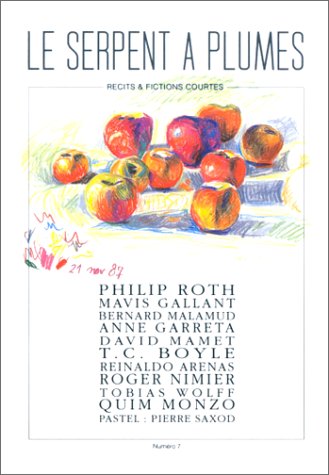 LE SERPENT A PLUMES
RECITS & FICTIONS COURTES
21 nov 87
PHILIP ROTH
MAVIS GALLANT
BERNARD MALAMUD
ANNE GARRETA
DAVID MAMET
T.C. BOYLE
REINALDO ARENAS
ROGER NIMIER
TOBIAS WOLFF
QUIM MONZO
PASTEL : PIERRE SAXOD
Numéro 7